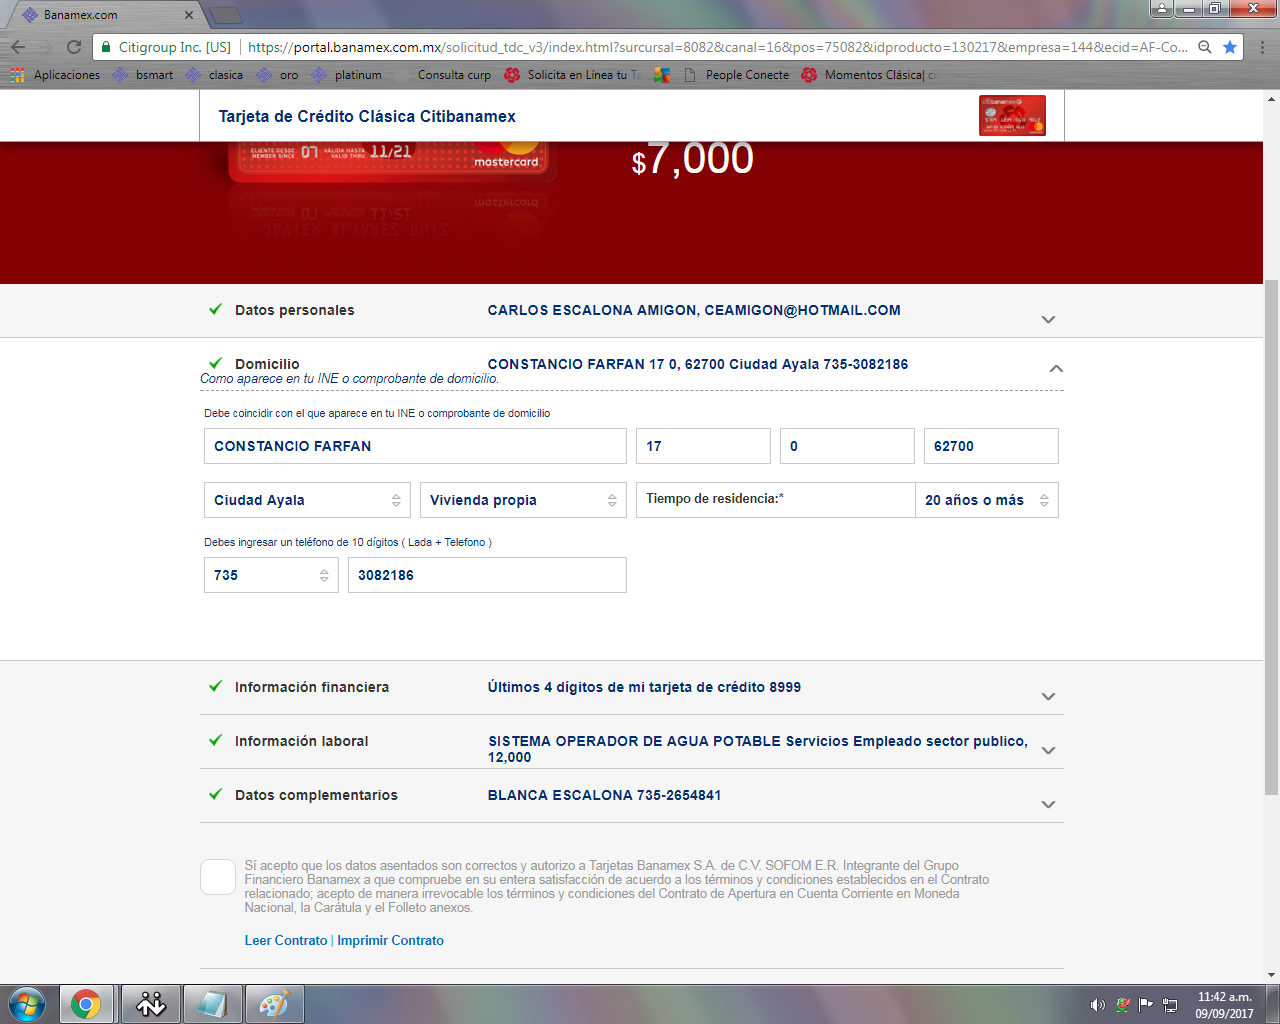 Banamex.com
Citigroup Inc. [US]
https://portal.banamex.com.mx/solicitud_tdc_v3/index.html?surcursal=8082&canal=16&pos=75082&idproducto=130217&empresa=144&ecid=AF-Co...
Aplicaciones
bsmart
clasica
oro
platinum
Consulta curp
Solicita en Línea tu Ta
People Conecte
Momentos Clásica| c
Tarjeta de Crédito Clásica Citibanamex
CLIENTE DESDE
MEMBER SINCE
07
VÁLIDA HASTA
VALID THRU
11/21
mastercard
$7,000
Datos personales
CARLOS ESCALONA AMIGON, CEAMIGON@HOTMAIL.COM
Domicilio
CONSTANCIO FARFAN 17 0, 62700 Ciudad Ayala 735-3082186
Como aparece en tu INE o comprobante de domicilio.
Debe coincidir con el que aparece en tu INE o comprobante de domicilio
CONSTANCIO FARFAN
17
0
62700
Ciudad Ayala
Vivienda propia
Tiempo de residencia:*
20 años o más
Debes ingresar un teléfono de 10 dígitos ( Lada + Telefono )
735
3082186
Información financiera
Últimos 4 dígitos de mi tarjeta de crédito 8999
Información laboral
SISTEMA OPERADOR DE AGUA POTABLE Servicios Empleado sector publico,
12,000
Datos complementarios
BLANCA ESCALONA 735-2654841
Sí acepto que los datos asentados son correctos y autorizo a Tarjetas Banamex S.A. de C.V. SOFOM E.R. Integrante del Grupo
Financiero Banamex a que compruebe en su entera satisfacción de acuerdo a los términos y condiciones establecidos en el Contrato
relacionado; acepto de manera irrevocable los términos y condiciones del Contrato de Apertura en Cuenta Corriente en Moneda
Nacional, la Carátula y el Folleto anexos.
Leer Contrato | Imprimir Contrato
11:42 a.m.
09/09/2017